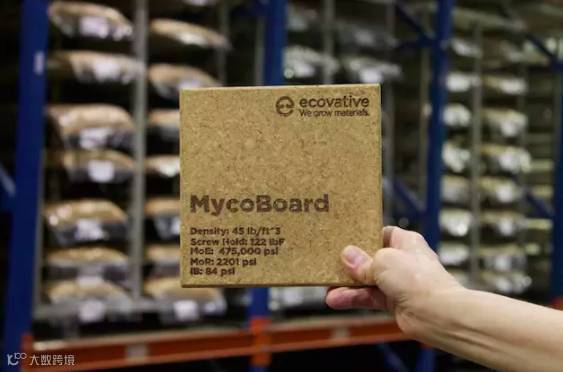 ecovative
We grow materials.
MycoBoard
Density: 45 lb/ft^3
Screw Hold: 122 lbF
MoE: 475,000 psi
MoR: 2201 psi
IB: 84 psi
大数跨境